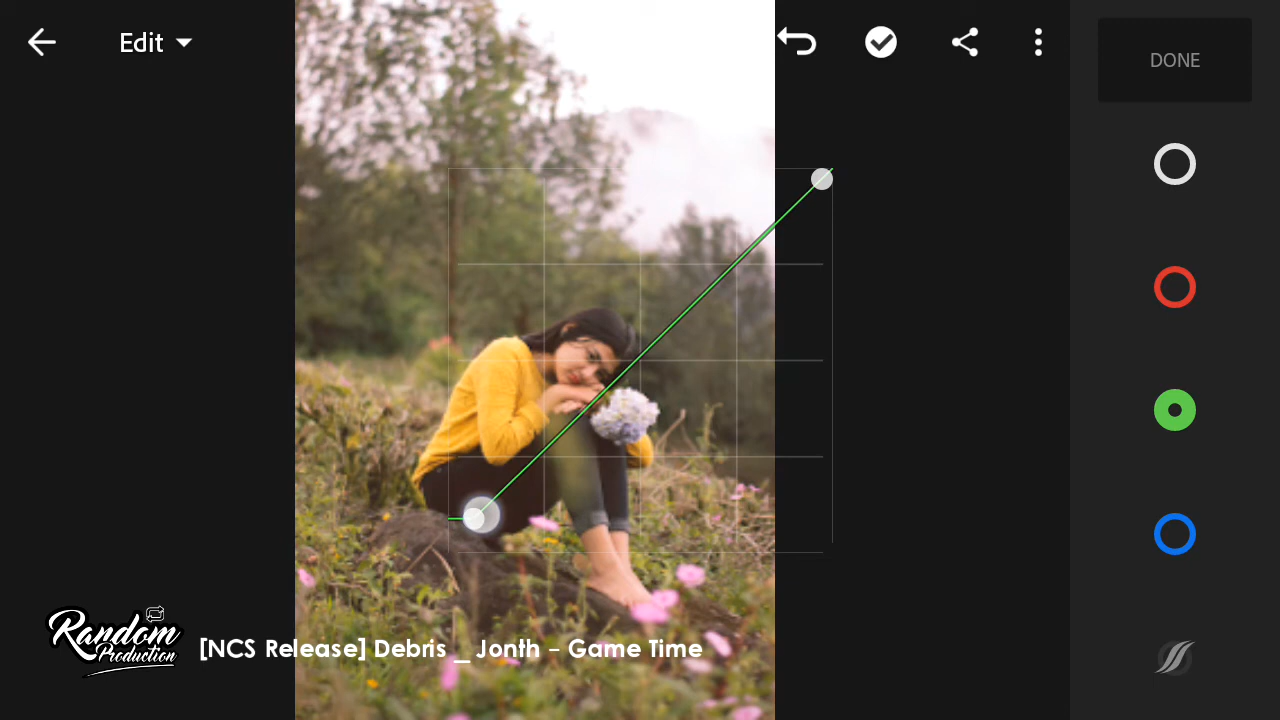 Edit
DONE
Random
Production
[NCS Release] Debris _ Jonth - Game Time